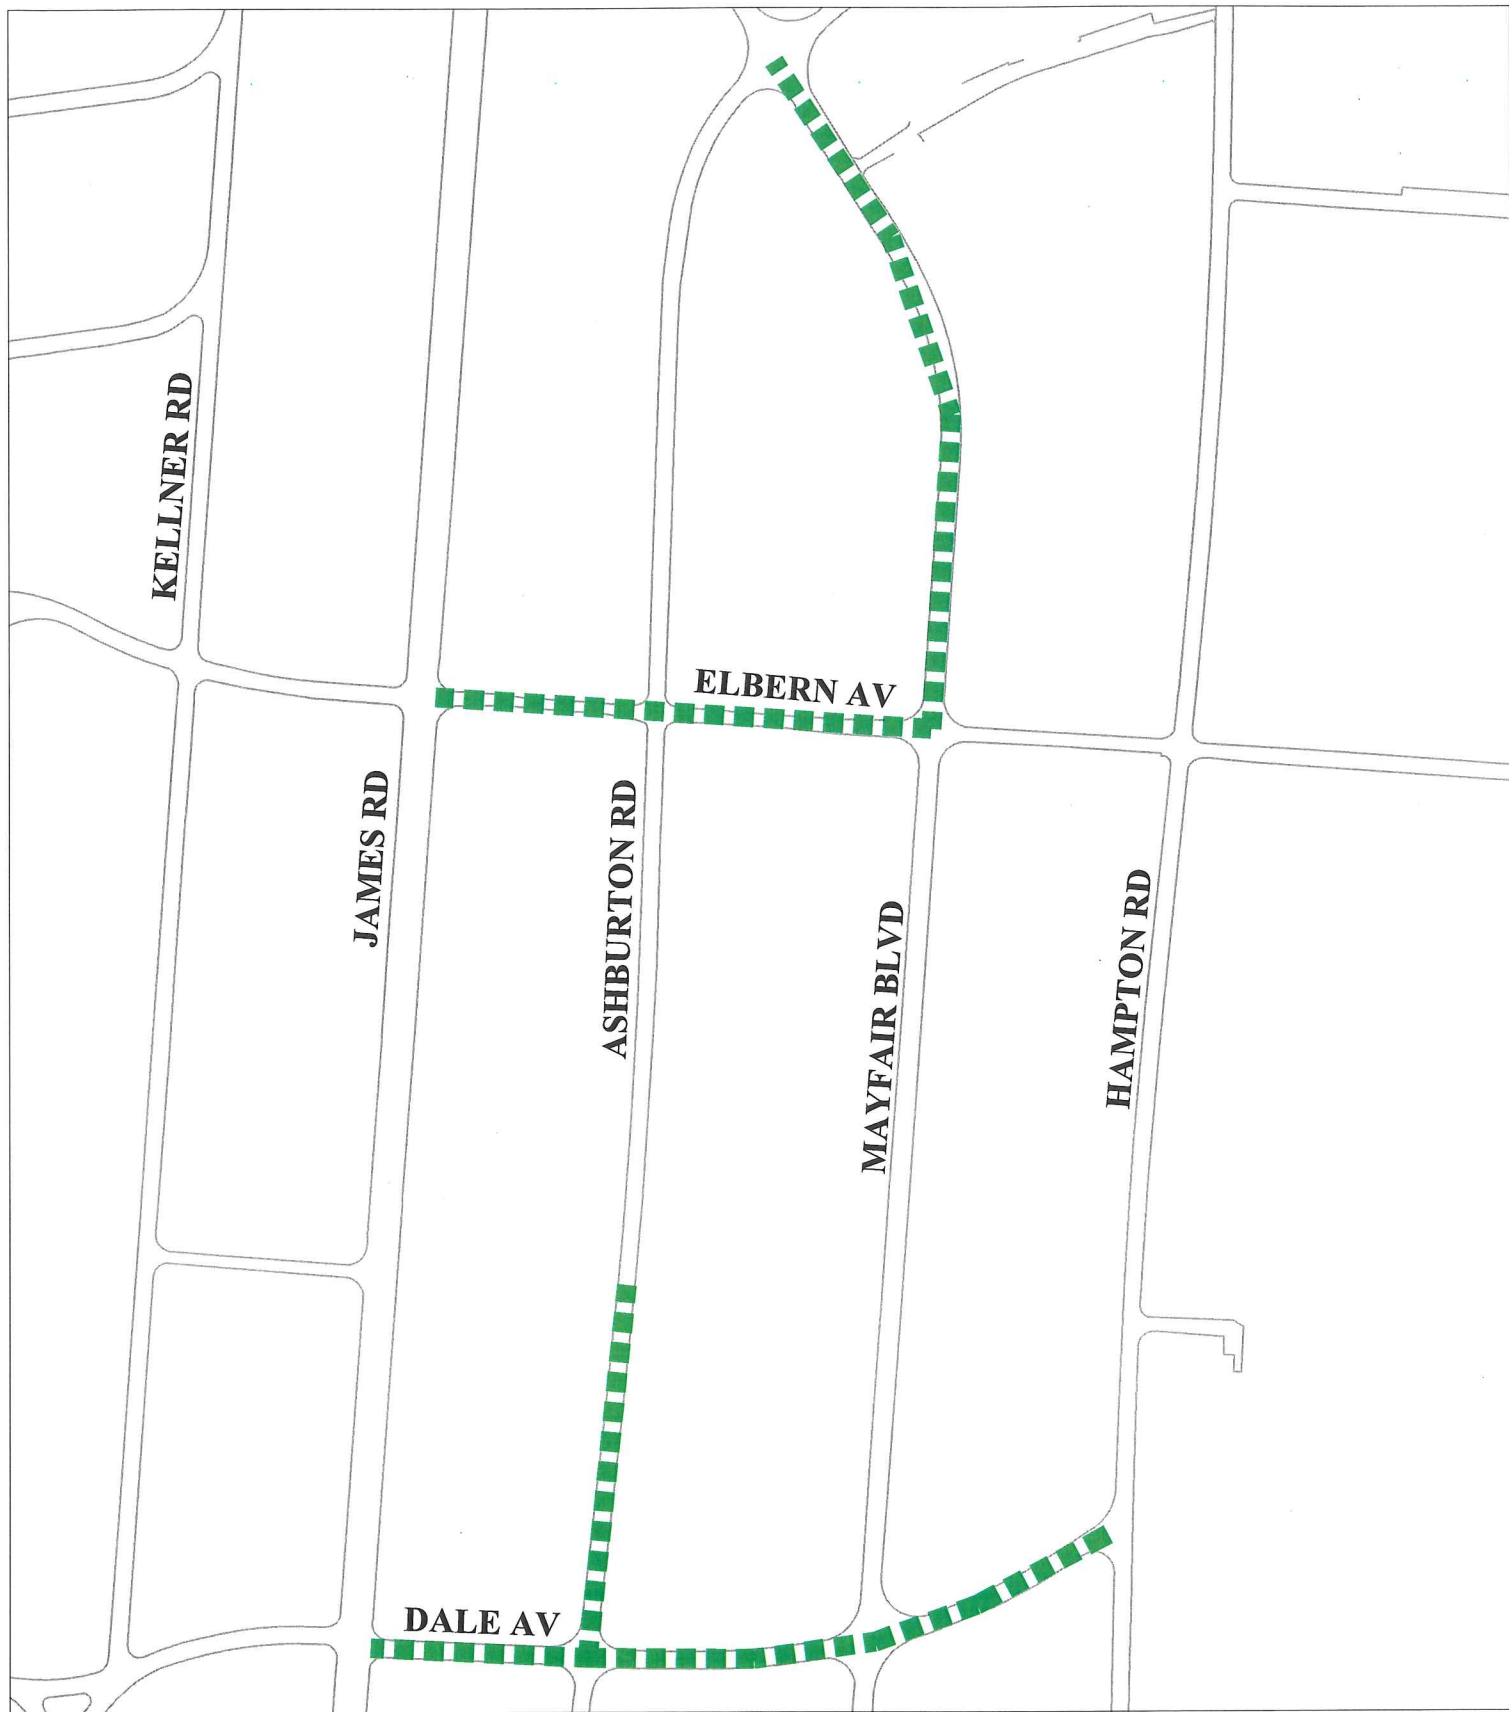 KELLNER RD
ELBERN AV
JAMES RD
ASHBURTON RD
MAYFAIR BLVD
HAMPTON RD
DALE AV